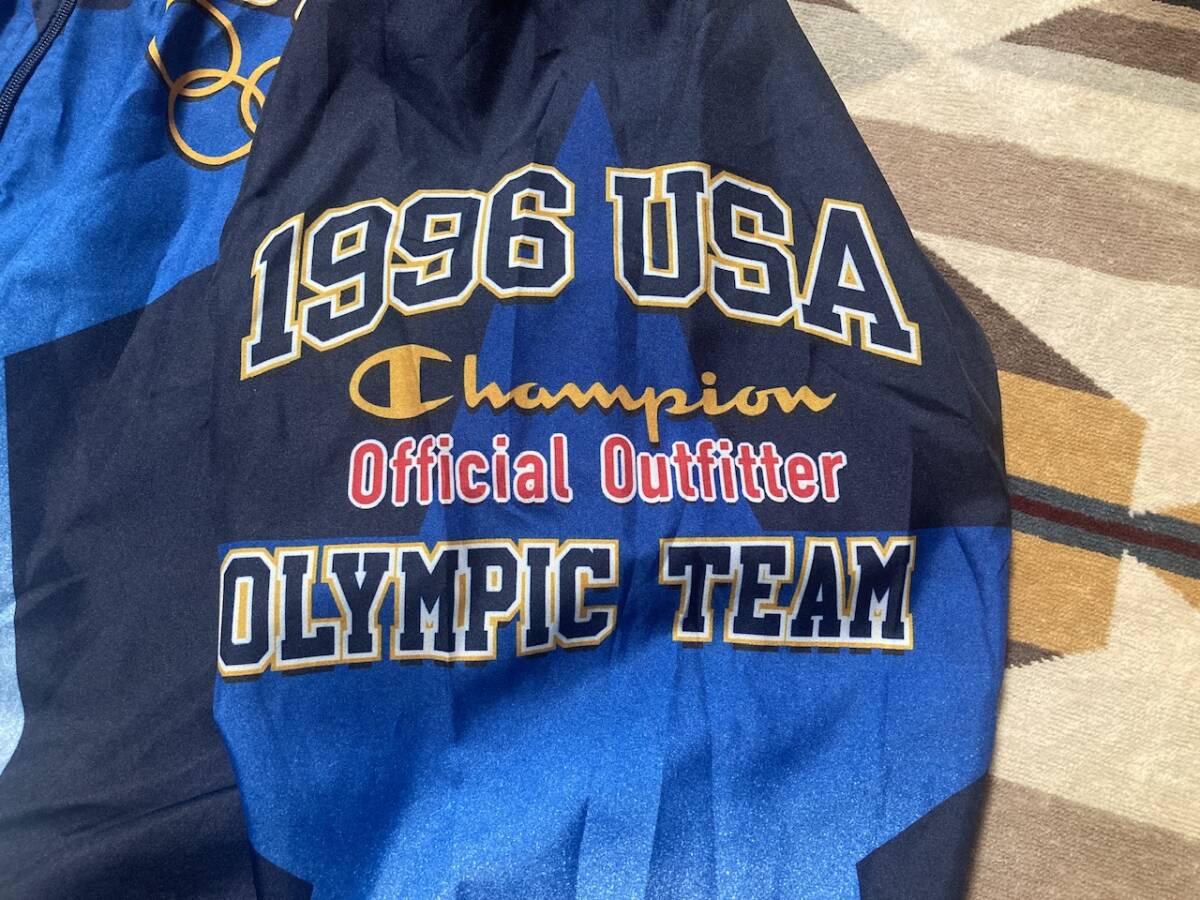 1996 USA
Champion
Official Outfitter
OLYMPIC TEAM